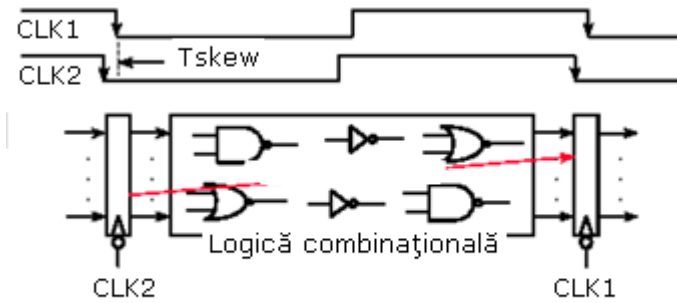 CLK1
Tskew
CLK2
Logică combinaţională
CLK2 CLK1